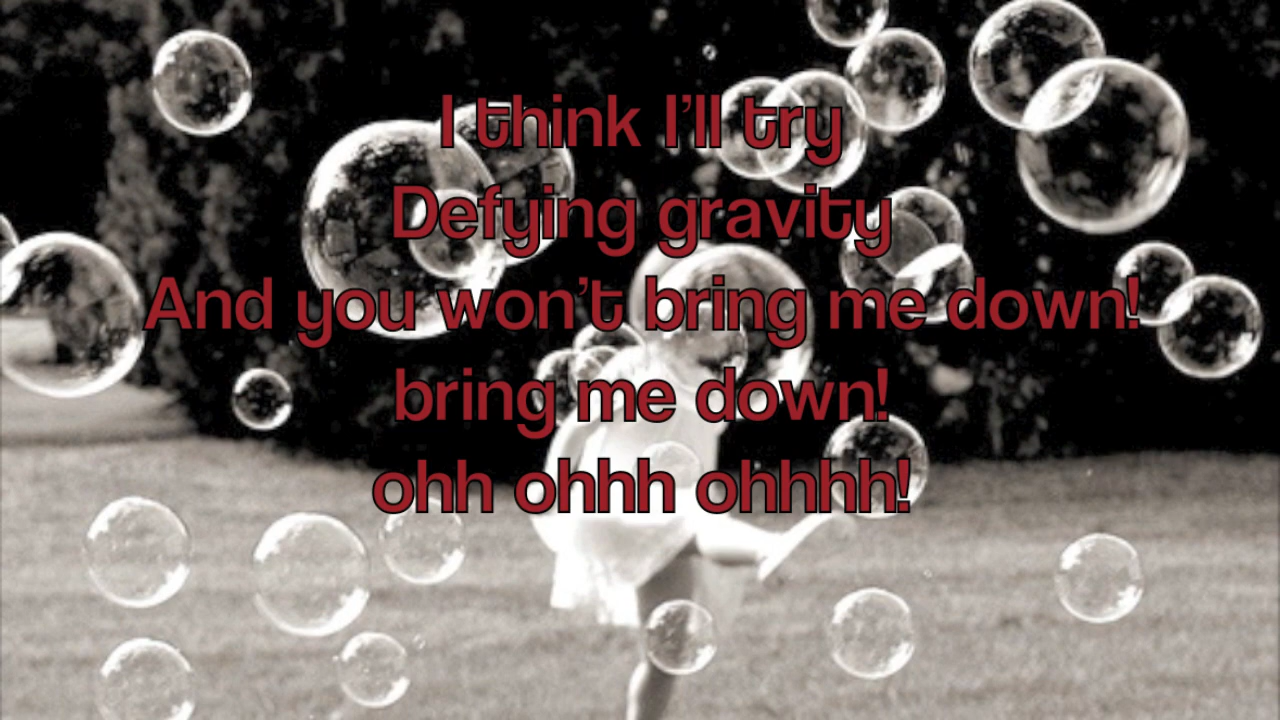 I think I'll try
Defying gravity
And you won't bring me down!
bring me down!
ohh ohhh ohhhh!